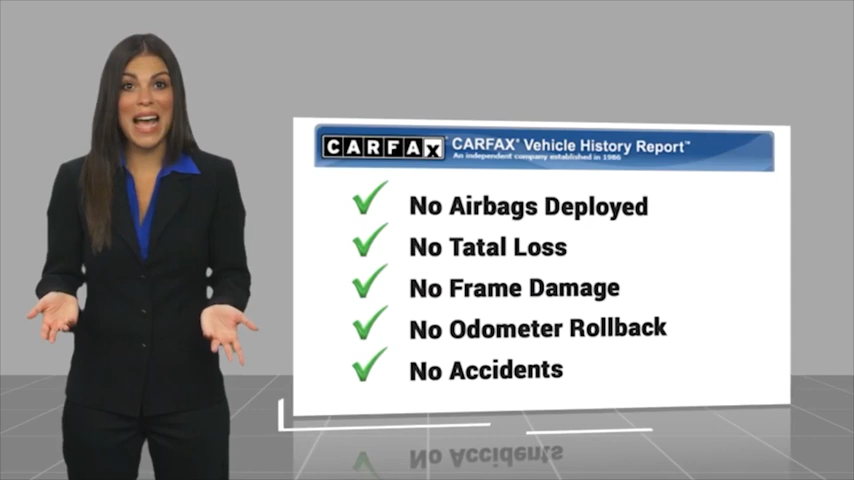 CARFAX CARFAX® Vehicle History Report™
An independent company established in 1986
No Airbags Deployed
No Tatal Loss
No Frame Damage
No Odometer Rollback
No Accidents
No Accidents